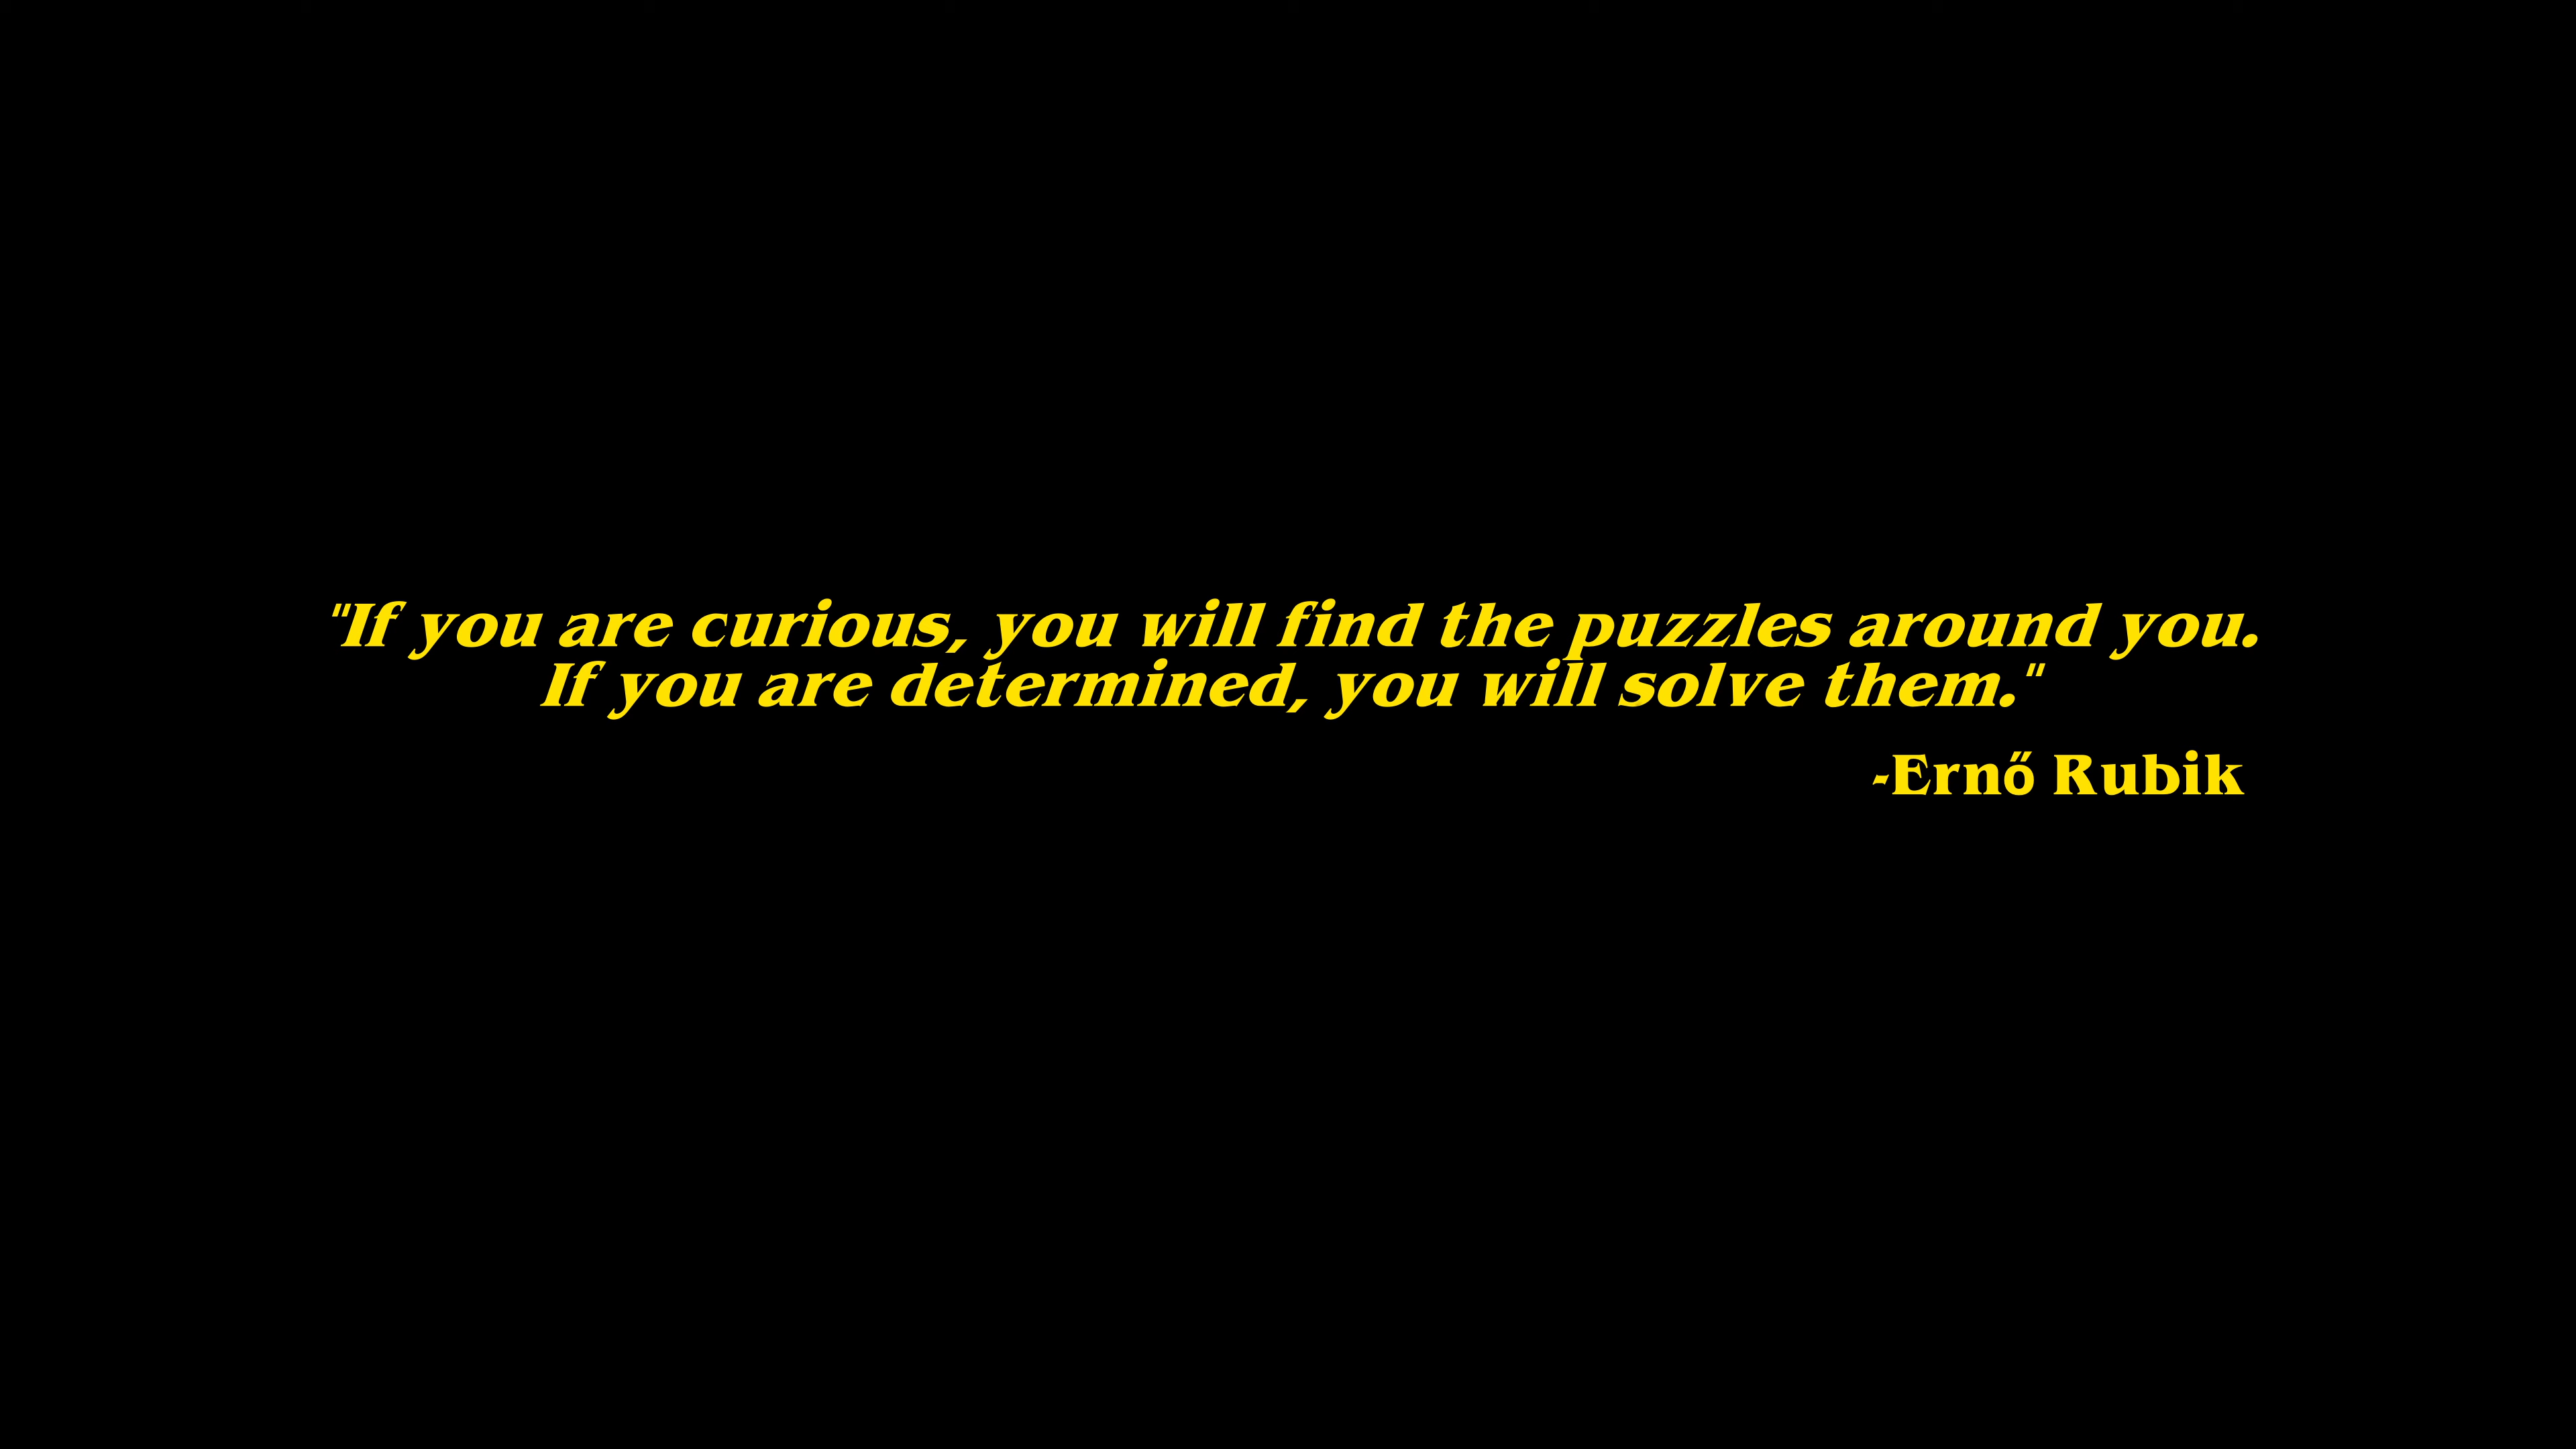 "If you are curious, you will find the puzzles around you.
If you are determined, you will solve them."
-Ernő Rubik